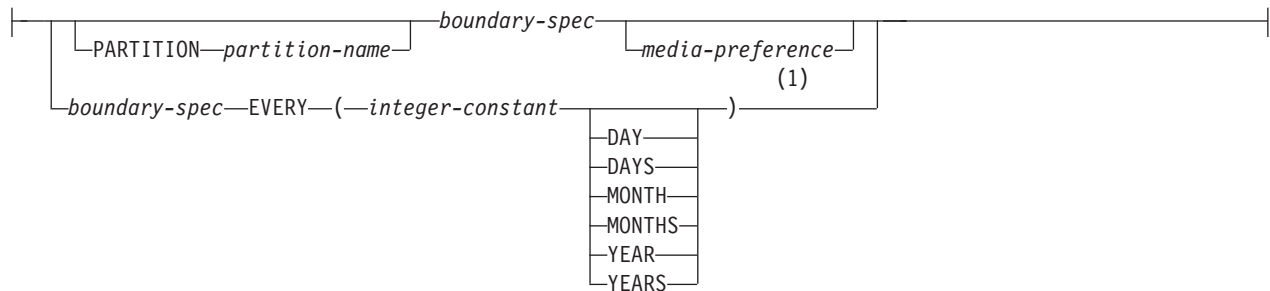 boundary-spec
PARTITION partition-name
media-preference
(1)
boundary-spec EVERY ( integer-constant )
DAY
DAYS
MONTH
MONTHS
YEAR
YEARS